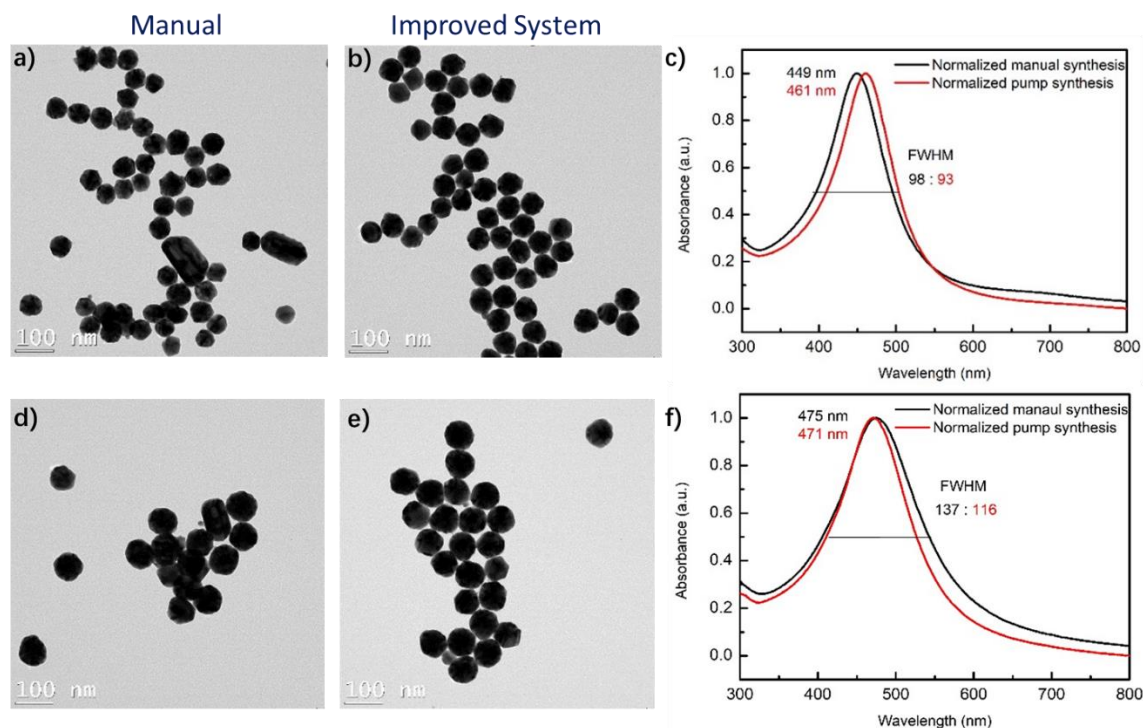 Manual
Improved System
a)
100 nm
b)
100 nm
c)
449 nm
461 nm
Normalized manual synthesis
Normalized pump synthesis
FWHM
98 : 93
Absorbance (a.u.)
1.0
0.8
0.6
0.4
0.2
0.0
300 400 500 600 700 800
Wavelength (nm)
d)
100 nm
e)
100 nm
f)
475 nm
471 nm
Normalized manaul synthesis
Normalized pump synthesis
FWHM
137 : 116
Absorbance (a.u.)
1.0
0.8
0.6
0.4
0.2
0.0
300 400 500 600 700 800
Wavelength (nm)